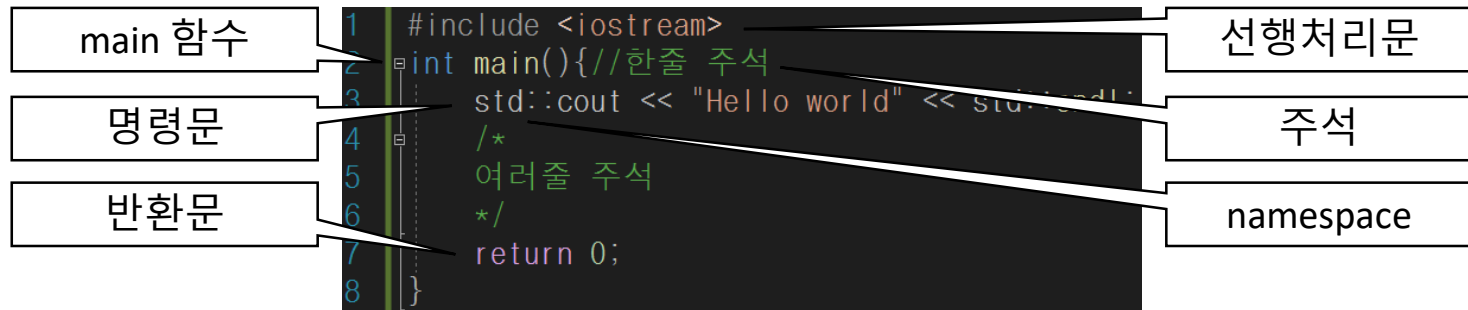 main 함수
명령문
반환문
1 #include <iostream>
2 int main(){//한줄 주석
3 std::cout << "Hello world" << std::endl;
4 /*
5 여러줄 주석
6 */
7 return 0;
8 }
선행처리문
주석
namespace